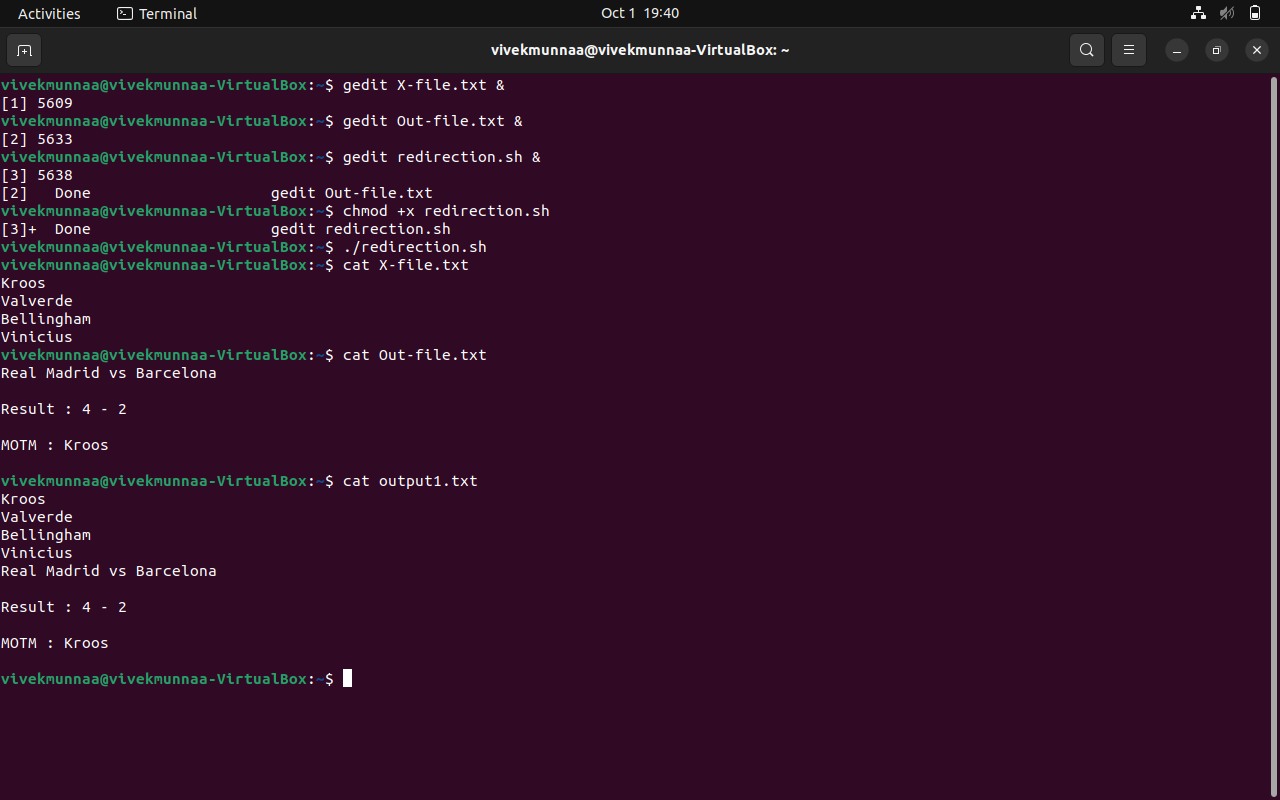 Activities Terminal Oct 1 19:40
vivekmunnaa@vivekmunnaa-VirtualBox: ~
vivekmunnaa@vivekmunnaa-VirtualBox:~$ gedit X-file.txt &
[1] 5609
vivekmunnaa@vivekmunnaa-VirtualBox:~$ gedit Out-file.txt &
[2] 5633
vivekmunnaa@vivekmunnaa-VirtualBox:~$ gedit redirection.sh &
[3] 5638
[2]   Done                    gedit Out-file.txt
vivekmunnaa@vivekmunnaa-VirtualBox:~$ chmod +x redirection.sh
[3]+  Done                    gedit redirection.sh
vivekmunnaa@vivekmunnaa-VirtualBox:~$ ./redirection.sh
vivekmunnaa@vivekmunnaa-VirtualBox:~$ cat X-file.txt
Kroos
Valverde
Bellingham
Vinicius
vivekmunnaa@vivekmunnaa-VirtualBox:~$ cat Out-file.txt
Real Madrid vs Barcelona
Result : 4 - 2
MOTM : Kroos
vivekmunnaa@vivekmunnaa-VirtualBox:~$ cat output1.txt
Kroos
Valverde
Bellingham
Vinicius
Real Madrid vs Barcelona
Result : 4 - 2
MOTM : Kroos
vivekmunnaa@vivekmunnaa-VirtualBox:~$